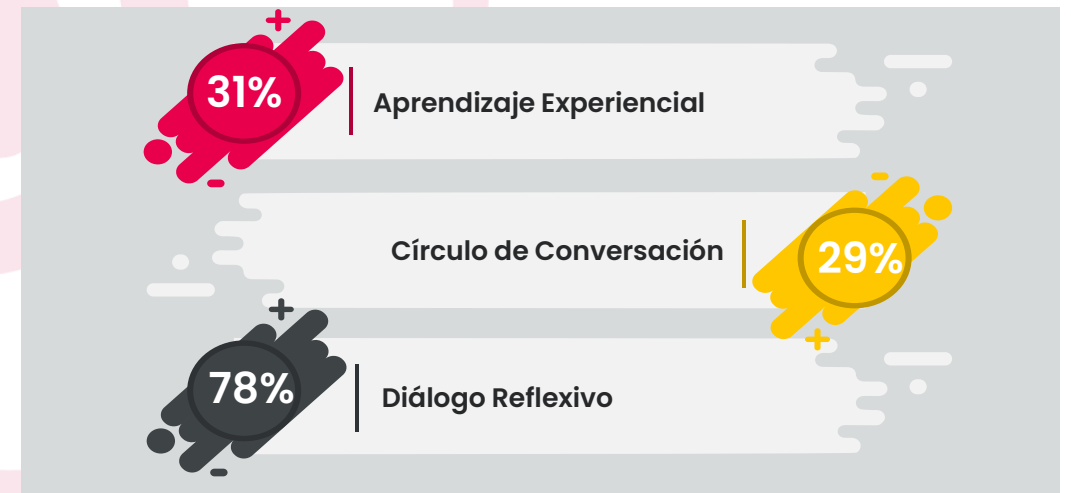 31%
Aprendizaje Experiencial
Círculo de Conversación
29%
78%
Diálogo Reflexivo